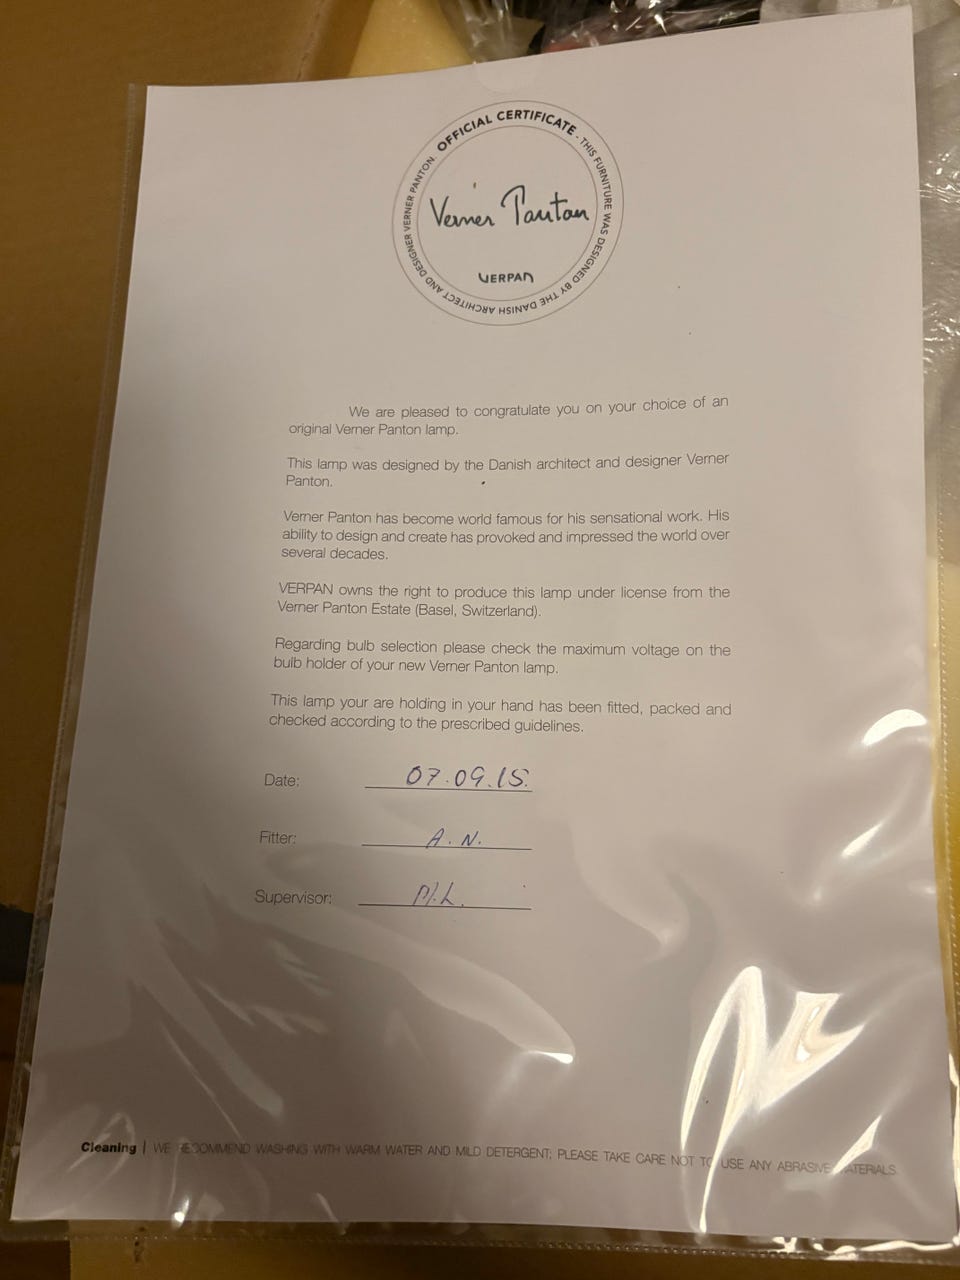 OFFICIAL CERTIFICATE - THIS FURNITURE WAS DESIGNED BY THE DANISH ARCHITECT AND DESIGNER VERNER PANTON.
Verner Panton
VERPAN
We are pleased to congratulate you on your choice of an
original Verner Panton lamp.
This lamp was designed by the Danish architect and designer Verner
Panton.
Verner Panton has become world famous for his sensational work. His
ability to design and create has provoked and impressed the world over
several decades.
VERPAN owns the right to produce this lamp under license from the
Verner Panton Estate (Basel, Switzerland).
Regarding bulb selection please check the maximum voltage on the
bulb holder of your new Verner Panton lamp.
This lamp your are holding in your hand has been fitted, packed and
checked according to the prescribed guidelines.
Date: 07.09.15.
Fitter: A. N.
Supervisor:
Cleaning | WE RECOMMEND WASHING WITH WARM WATER AND MILD DETERGENT; PLEASE TAKE CARE NOT TO USE ANY ABRASIVE MATERIALS